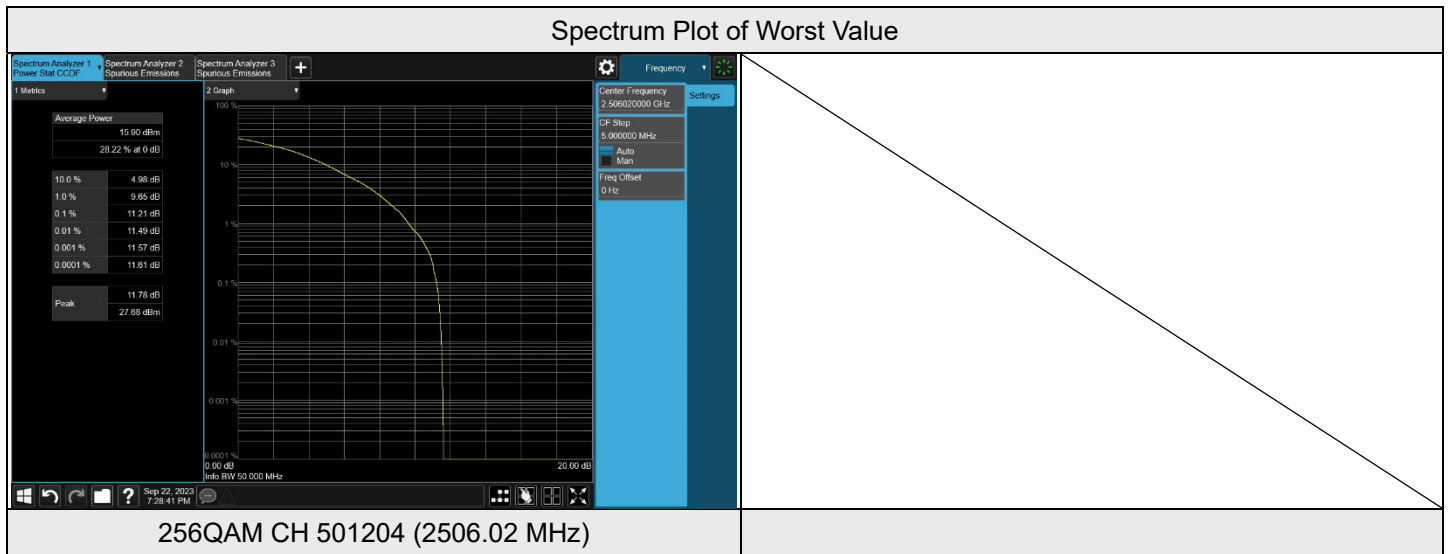 Spectrum Plot of Worst Value
Spectrum Analyzer 1
Power Stat CCDF
Spectrum Analyzer 2
Spurious Emissions
Spectrum Analyzer 3
Spurious Emissions
+
Frequency
1 Metrics
2 Graph
Average Power
15.90 dBm
28.22 % at 0 dB
10.0 % 4.98 dB
1.0 % 9.65 dB
0.1 % 11.21 dB
0.01 % 11.49 dB
0.001 % 11.57 dB
0.0001 % 11.61 dB
Peak 11.78 dB
27.68 dBm
100 %
10 %
1 %
0.1 %
0.01 %
0.001 %
0.0001 %
0.00 dB 20.00 dB
Info BW 50.000 MHz
Center Frequency
2.506020000 GHz
Settings
CF Step
5.000000 MHz
Auto
Man
Freq Offset
0 Hz
?
Sep 22, 2023
7:28:41 PM
256QAM CH 501204 (2506.02 MHz)